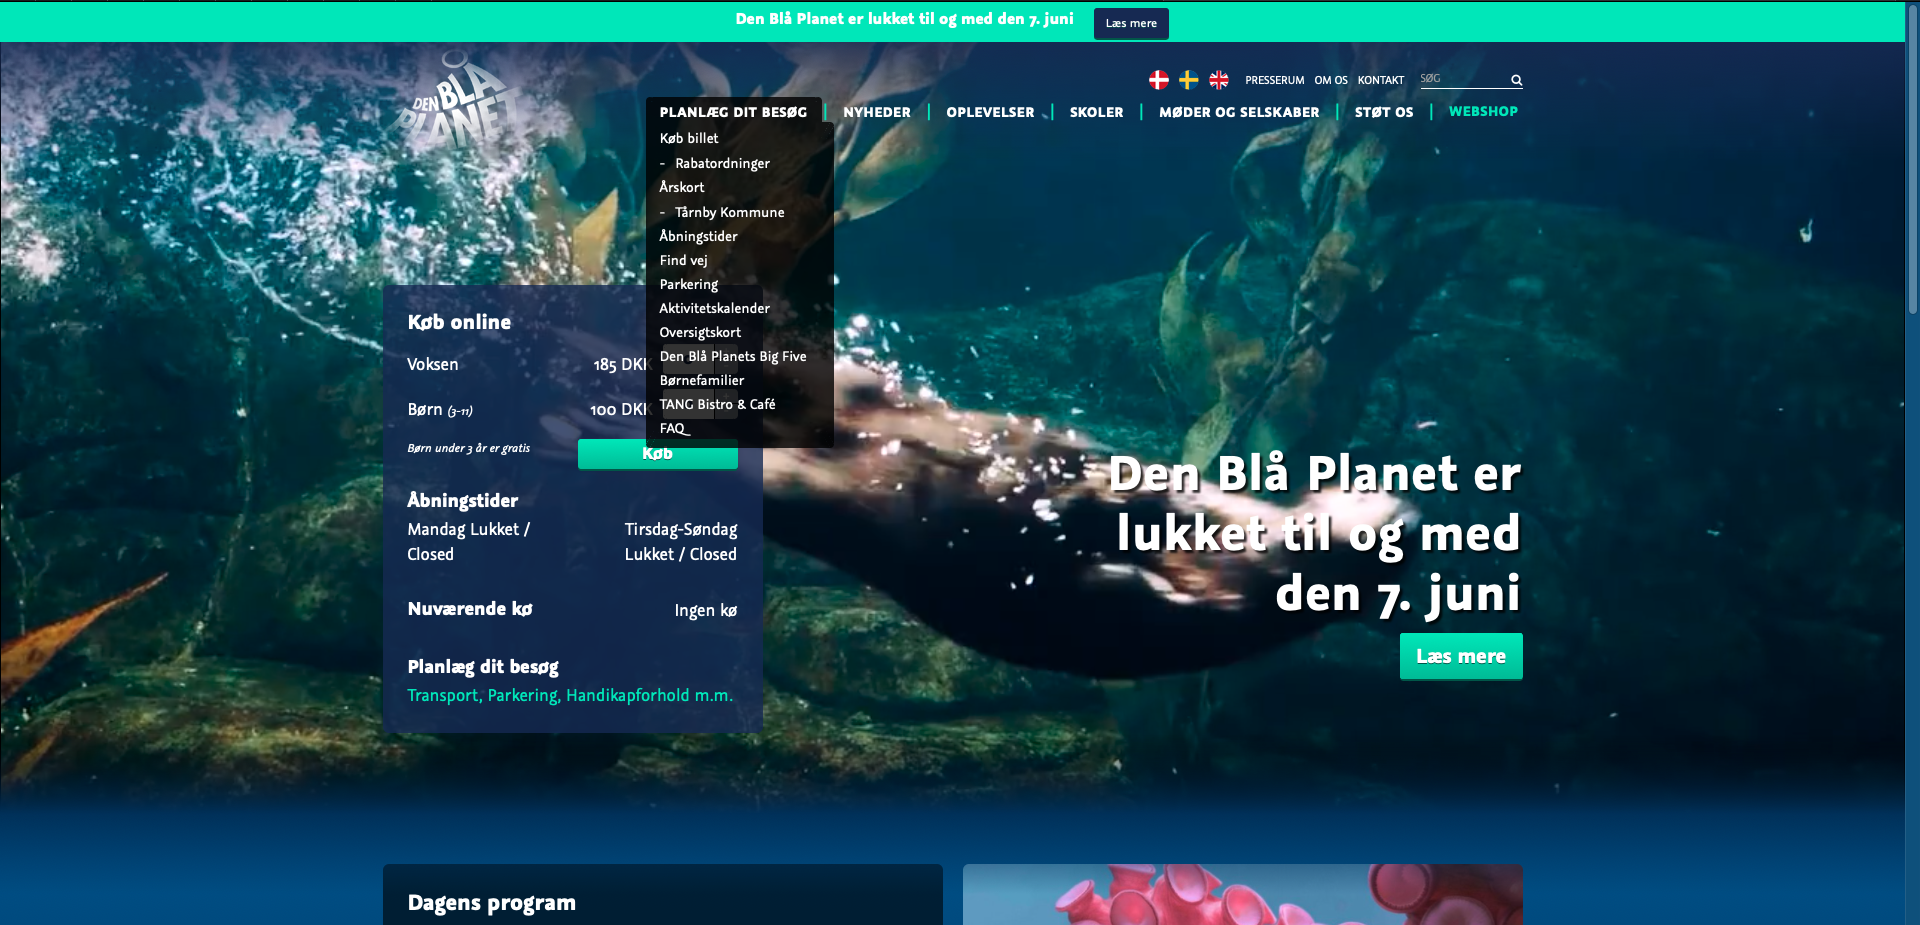 Den Blå Planet er lukket til og med den 7. juni
Læs mere
DEN BLÅ
PLANET
PRESSERUM OM OS KONTAKT SØG
PLANLÆG DIT BESØG NYHEDER OPLEVELSER SKOLER MØDER OG SELSKABER STØT OS WEBSHOP
Køb billet
- Rabatordninger
Årskort
- Tårnby Kommune
Åbningstider
Find vej
Parkering
Aktivitetskalender
Oversigtskort
Den Blå Planets Big Five
Børnefamilier
TANG Bistro & Café
FAQ
Køb online
Voksen 185 DKK
Børn (3-11) 100 DKK
Børn under 3 år er gratis
Køb
Åbningstider
Mandag Lukket / Closed
Tirsdag-Søndag Lukket / Closed
Nuværende kø Ingen kø
Planlæg dit besøg
Transport, Parkering, Handikapforhold m.m.
Den Blå Planet er
lukket til og med
den 7. juni
Læs mere
Dagens program